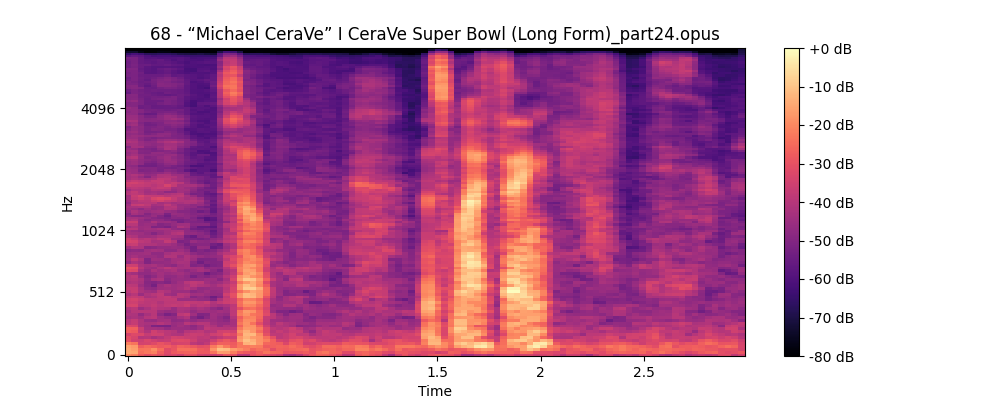 68 - “Michael CeraVe” I CeraVe Super Bowl (Long Form)_part24.opus
Hz
4096
2048
1024
512
0
0
0.5
1
1.5
2
2.5
Time
+0 dB
-10 dB
-20 dB
-30 dB
-40 dB
-50 dB
-60 dB
-70 dB
-80 dB